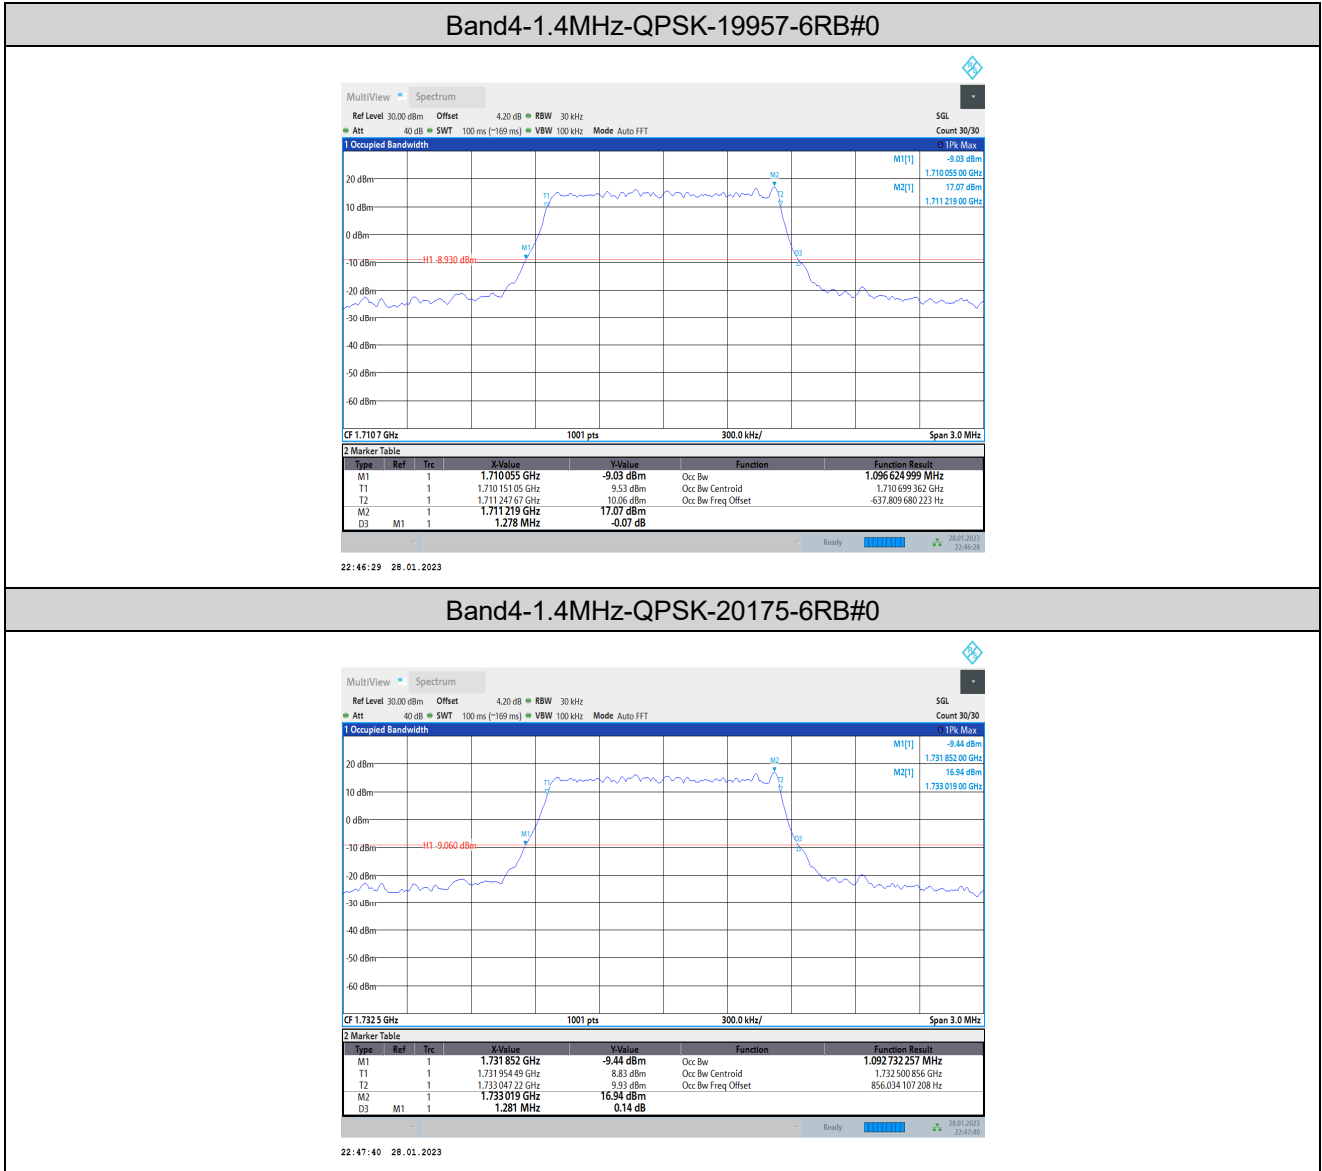 Band4-1.4MHz-QPSK-19957-6RB#0
R&S
MultiView Spectrum
Ref Level 30.00 dBm Offset 4.20 dB RBW 30 kHz SGL
Att 40 dB SWT 100 ms (~169 ms) VBW 100 kHz Mode Auto FFT Count 30/30
1 Occupied Bandwidth 1Pk Max
M1[1] -9.03 dBm
1.710 055 00 GHz
M2[1] 17.07 dBm
1.711 219 00 GHz
M2
20 dBm
T1 T2
10 dBm
0 dBm
M1 D3
H1 -8.930 dBm
-10 dBm
-20 dBm
-30 dBm
-40 dBm
-50 dBm
-60 dBm
CF 1.710 7 GHz 1001 pts 300.0 kHz/ Span 3.0 MHz
2 Marker Table
Type Ref Trc X-Value Y-Value Function Function Result
M1 1 1.710 055 GHz -9.03 dBm Occ Bw 1.096 624 999 MHz
T1 1 1.710 151 05 GHz 9.53 dBm Occ Bw Centroid 1.710 699 362 GHz
T2 1 1.711 247 67 GHz 10.06 dBm Occ Bw Freq Offset -637.809 680 223 Hz
M2 1 1.711 219 GHz 17.07 dBm
D3 M1 1 1.278 MHz -0.07 dB
Ready 28.01.2023
22:46:28
22:46:29 28.01.2023
Band4-1.4MHz-QPSK-20175-6RB#0
R&S
MultiView Spectrum
Ref Level 30.00 dBm Offset 4.20 dB RBW 30 kHz SGL
Att 40 dB SWT 100 ms (~169 ms) VBW 100 kHz Mode Auto FFT Count 30/30
1 Occupied Bandwidth 1Pk Max
M1[1] -9.44 dBm
1.731 852 00 GHz
M2[1] 16.94 dBm
1.733 019 00 GHz
M2
20 dBm
T1 T2
10 dBm
0 dBm
M1 D3
H1 -9.060 dBm
-10 dBm
-20 dBm
-30 dBm
-40 dBm
-50 dBm
-60 dBm
CF 1.732 5 GHz 1001 pts 300.0 kHz/ Span 3.0 MHz
2 Marker Table
Type Ref Trc X-Value Y-Value Function Function Result
M1 1 1.731 852 GHz -9.44 dBm Occ Bw 1.092 732 257 MHz
T1 1 1.731 954 49 GHz 8.83 dBm Occ Bw Centroid 1.732 500 856 GHz
T2 1 1.733 047 22 GHz 9.93 dBm Occ Bw Freq Offset 856.034 107 208 Hz
M2 1 1.733 019 GHz 16.94 dBm
D3 M1 1 1.281 MHz 0.14 dB
Ready 28.01.2023
22:47:40
22:47:40 28.01.2023